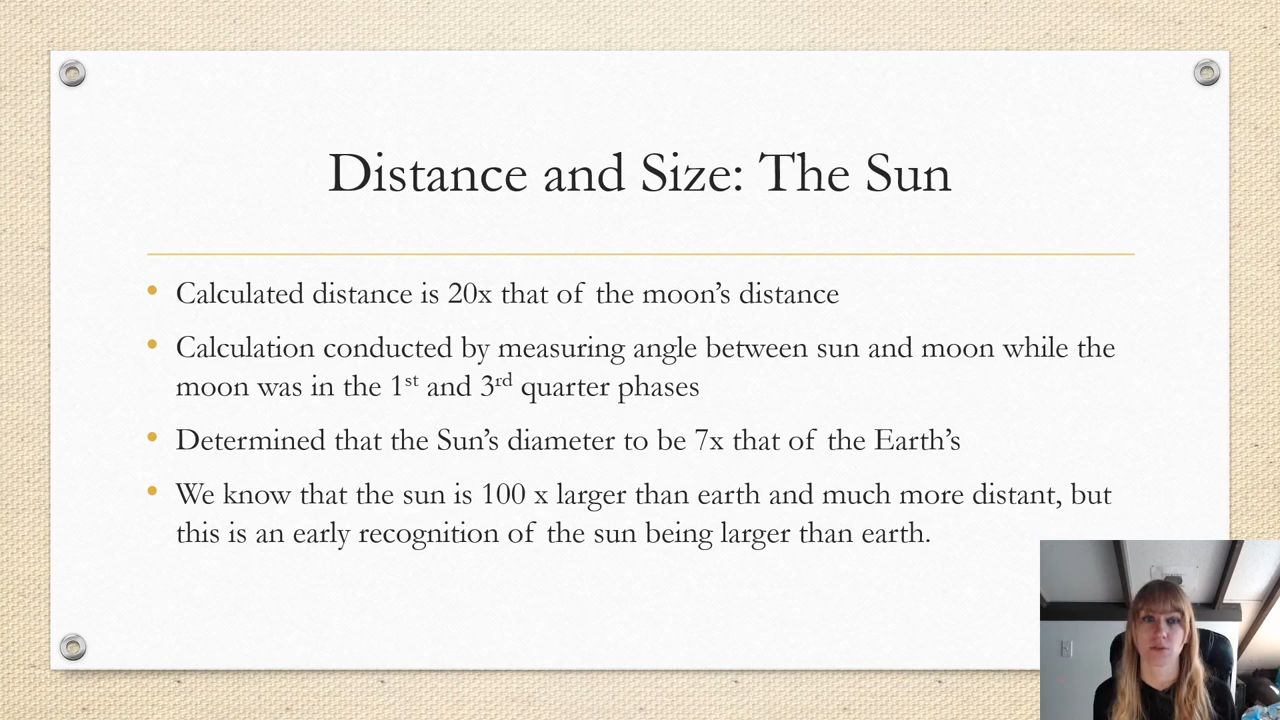 Distance and Size: The Sun
• Calculated distance is 20x that of the moon’s distance
• Calculation conducted by measuring angle between sun and moon while the
moon was in the 1st and 3rd quarter phases
• Determined that the Sun’s diameter to be 7x that of the Earth’s
• We know that the sun is 100 x larger than earth and much more distant, but
this is an early recognition of the sun being larger than earth.